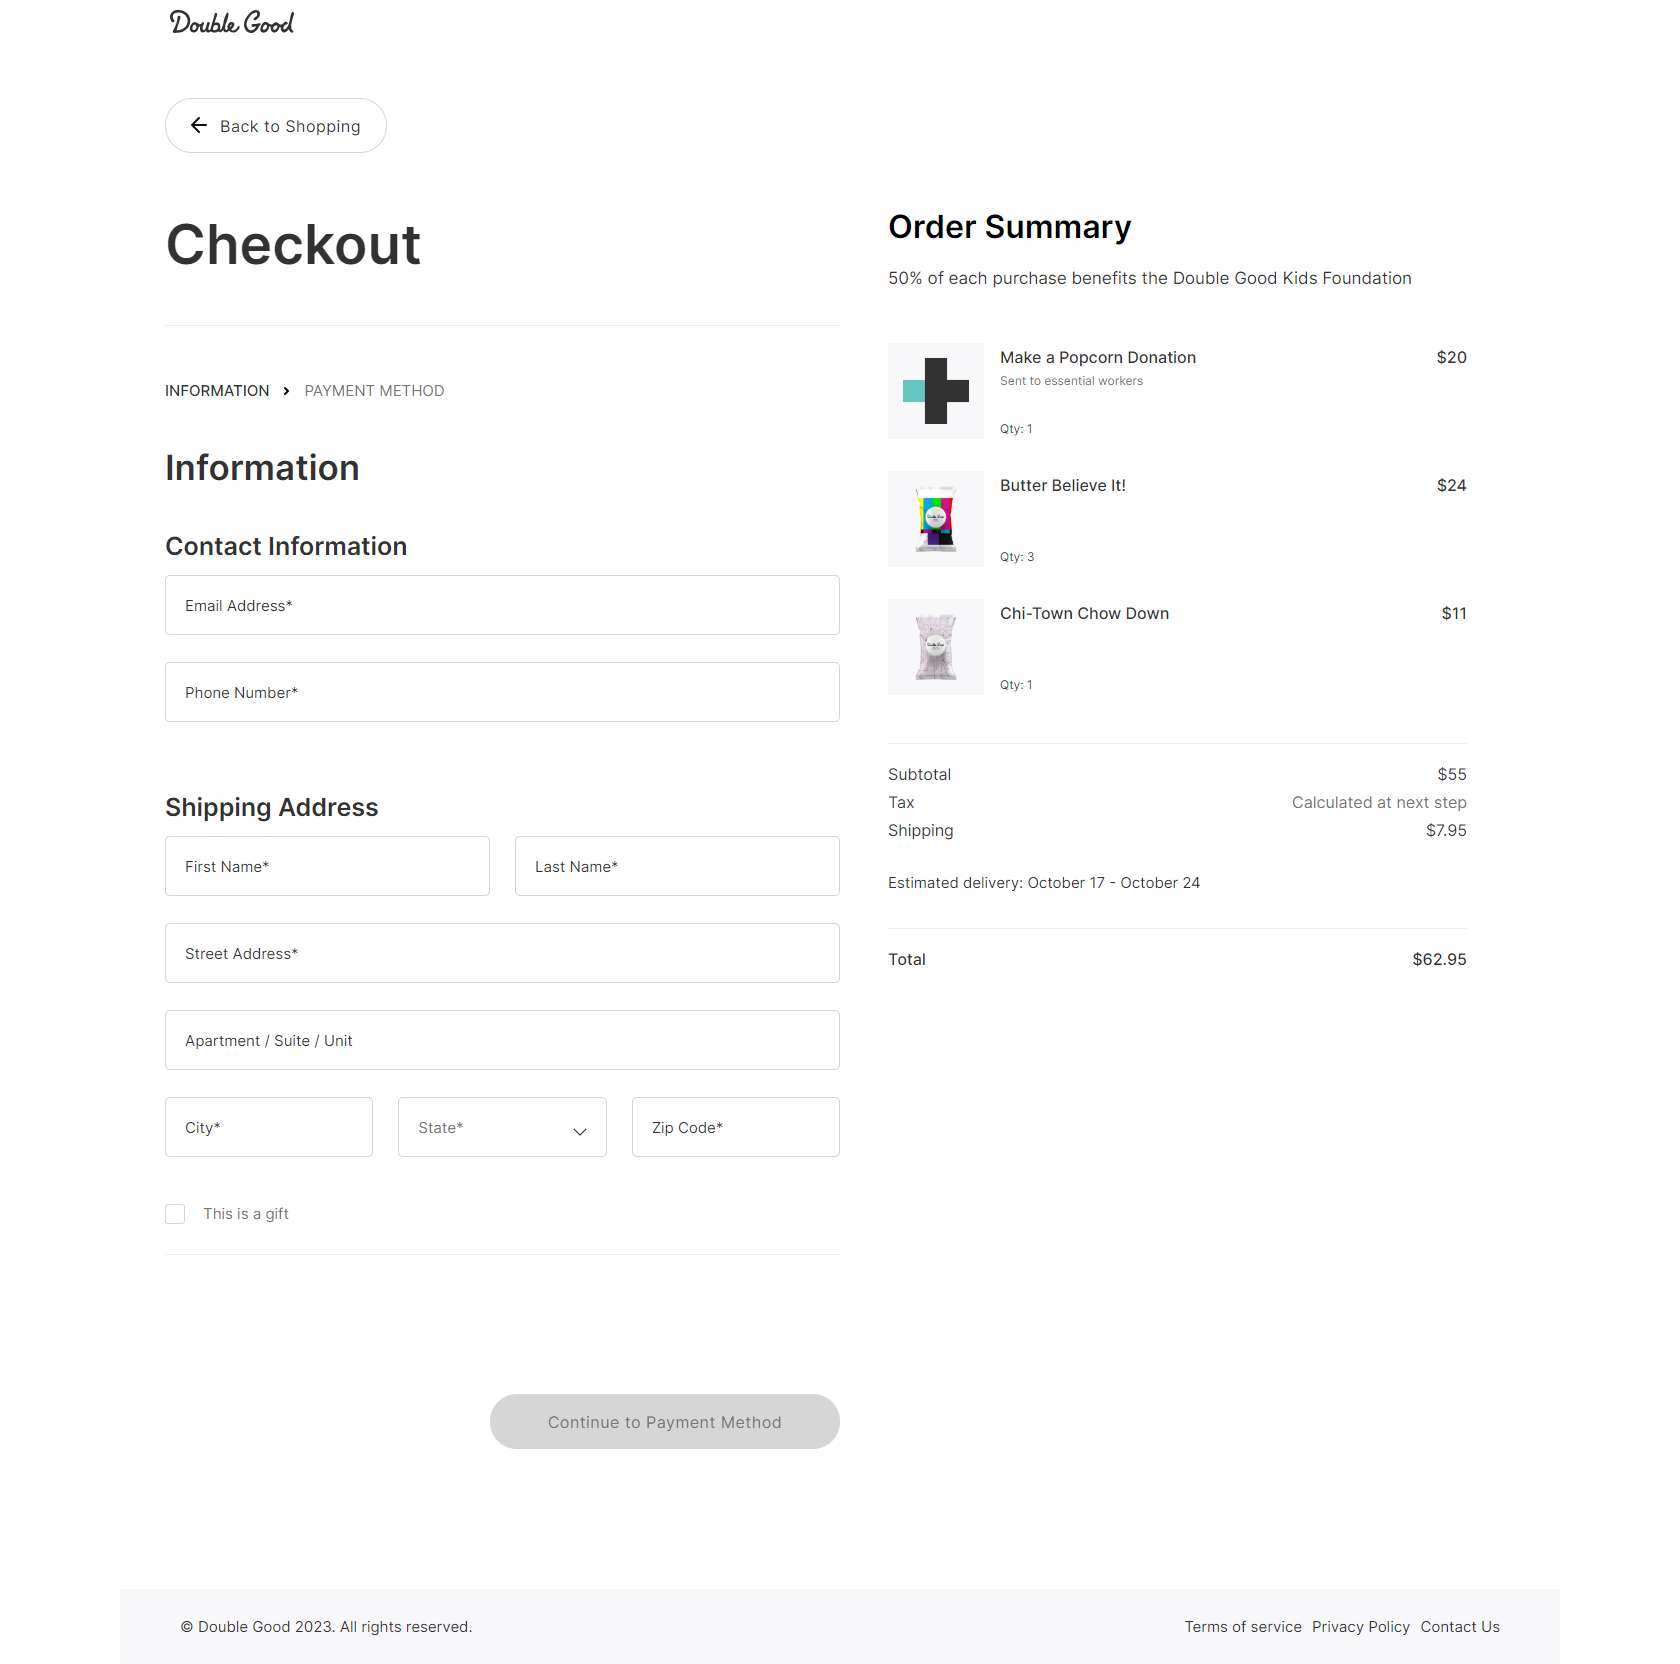 Double Good
Back to Shopping
Checkout
INFORMATION > PAYMENT METHOD
Information
Contact Information
Email Address*
Phone Number*
Shipping Address
First Name*
Last Name*
Street Address*
Apartment / Suite / Unit
City*
State*
Zip Code*
This is a gift
Continue to Payment Method
Order Summary
50% of each purchase benefits the Double Good Kids Foundation
Make a Popcorn Donation $20
Sent to essential workers
Qty: 1
Butter Believe It! $24
Qty: 3
Chi-Town Chow Down $11
Qty: 1
Subtotal $55
Tax Calculated at next step
Shipping $7.95
Estimated delivery: October 17 - October 24
Total $62.95
© Double Good 2023. All rights reserved.
Terms of service Privacy Policy Contact Us